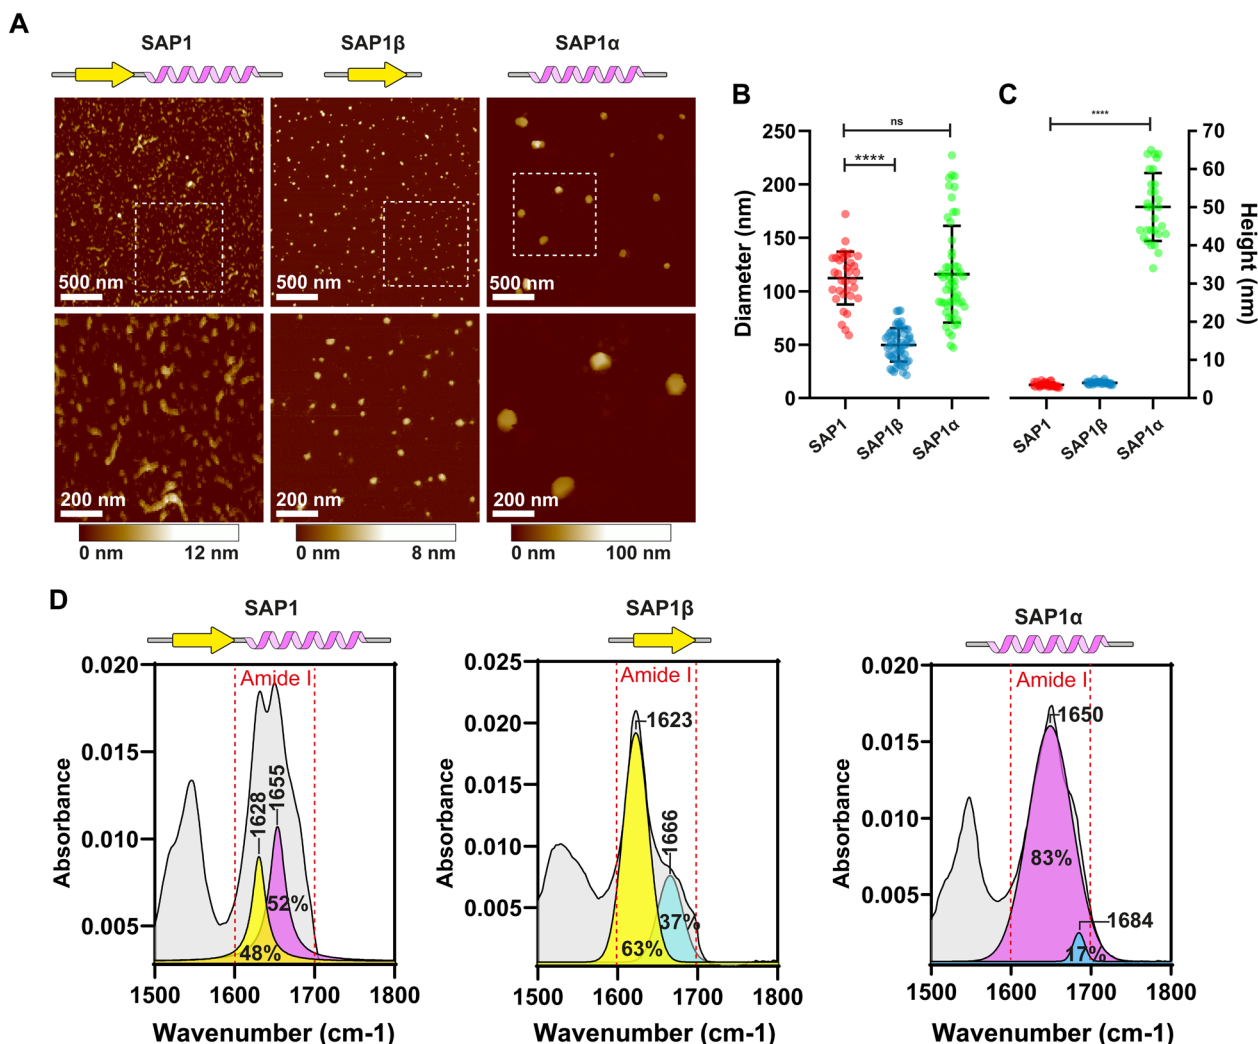 A
SAP1 SAP1β SAP1α
500 nm 500 nm 500 nm
200 nm 200 nm 200 nm
0 nm 12 nm 0 nm 8 nm 0 nm 100 nm
B
ns
****
Diameter (nm)
250
200
150
100
50
0
SAP1 SAP1β SAP1α
C
****
70
60
50
40
30
20
10
0
Height (nm)
SAP1 SAP1β SAP1α
D
SAP1
Amide I
Absorbance
0.020
0.015
0.010
0.005
1628
1655
52%
48%
1500 1600 1700 1800
Wavenumber (cm-1)
SAP1β
Amide I
Absorbance
0.025
0.020
0.015
0.010
0.005
1623
1666
37%
63%
1500 1600 1700 1800
Wavenumber (cm-1)
SAP1α
Amide I
Absorbance
0.020
0.015
0.010
0.005
1650
83%
1684
17%
1500 1600 1700 1800
Wavenumber (cm-1)